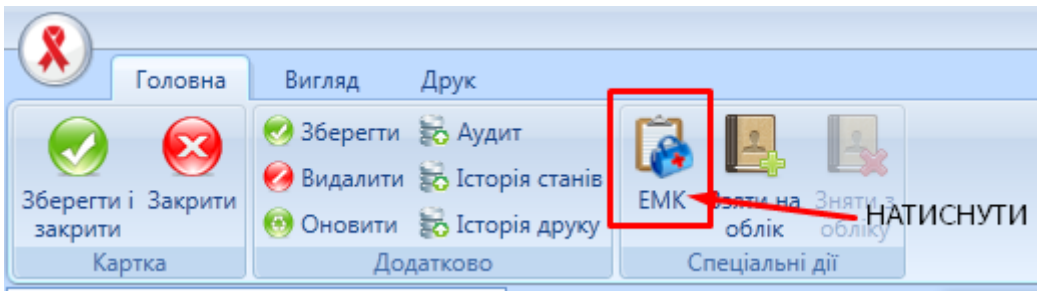 Головна Вигляд Друк
Зберегти і закрити
Закрити
Зберегти
Видалити
Оновити
Аудит
Історія станів
Історія друку
ЕМК
Взяти на облік
Зняти з обліку
НАТИСНУТИ
Картка
Додатково
Спеціальні дії